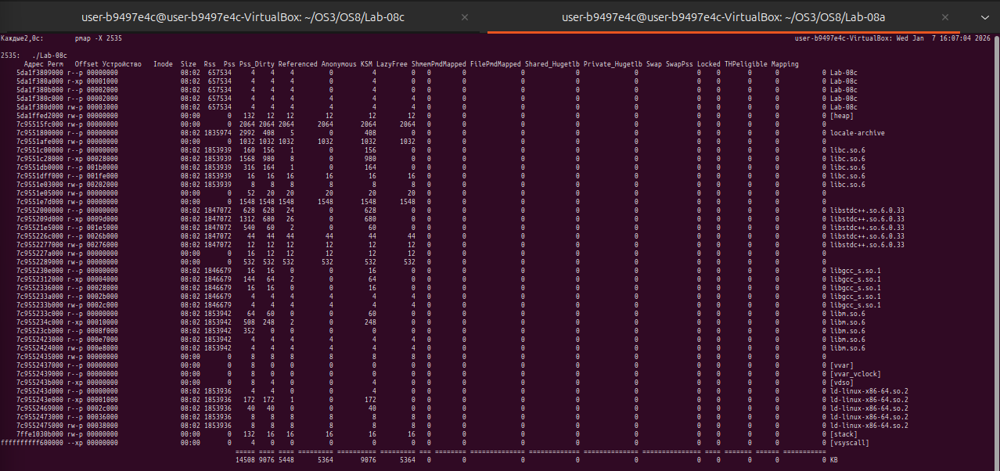 user-b9497e4c@user-b9497e4c-VirtualBox: ~/OS3/OS8/Lab-08c × user-b9497e4c@user-b9497e4c-VirtualBox: ~/OS3/OS8/Lab-08a ×
Каждые2,0с: pmap -X 2535 user-b9497e4c-VirtualBox: Wed Jan 7 16:07:04 2026
2535: ./Lab-08c
Адрес Perm Offset Устройство Inode Size Rss Pss Pss_Dirty Referenced Anonymous KSM LazyFree ShmemPmdMapped FilePmdMapped Shared_Hugetlb Private_Hugetlb Swap SwapPss Locked THPeligible Mapping
5da1f3809000 r--p 00000000 08:02 657534 4 4 4 0 4 0 0 0 0 0 0 0 0 0 0 0 Lab-08c
5da1f380a000 r-xp 00001000 08:02 657534 4 4 4 0 4 0 0 0 0 0 0 0 0 0 0 0 Lab-08c
5da1f380b000 r--p 00002000 08:02 657534 4 4 4 0 4 0 0 0 0 0 0 0 0 0 0 0 Lab-08c
5da1f380c000 r--p 00002000 08:02 657534 4 4 4 4 4 4 0 0 0 0 0 0 0 0 0 0 Lab-08c
5da1f380d000 rw-p 00003000 08:02 657534 4 4 4 4 4 4 0 0 0 0 0 0 0 0 0 0 Lab-08c
5da1ffed2000 rw-p 00000000 00:00 0 132 12 12 12 12 12 0 0 0 0 0 0 0 0 0 0 [heap]
7c95515fc000 rw-p 00000000 00:00 0 2064 2064 2064 2064 2064 2064 0 0 0 0 0 0 0 0 0 0
7c9551800000 r--p 00000000 08:02 1835974 2992 408 5 0 408 0 0 0 0 0 0 0 0 0 0 0 locale-archive
7c9551afe000 rw-p 00000000 00:00 0 1032 1032 1032 1032 1032 1032 0 0 0 0 0 0 0 0 0 0
7c9551c00000 r--p 00000000 08:02 1853939 160 156 1 0 156 0 0 0 0 0 0 0 0 0 0 0 libc.so.6
7c9551c28000 r-xp 00028000 08:02 1853939 1568 980 8 0 980 0 0 0 0 0 0 0 0 0 0 0 libc.so.6
7c9551db0000 r--p 001b0000 08:02 1853939 316 164 1 0 164 0 0 0 0 0 0 0 0 0 0 0 libc.so.6
7c9551dff000 r--p 001fe000 08:02 1853939 16 16 16 16 16 16 0 0 0 0 0 0 0 0 0 0 libc.so.6
7c9551e03000 rw-p 00202000 08:02 1853939 8 8 8 8 8 8 0 0 0 0 0 0 0 0 0 0 libc.so.6
7c9551e05000 rw-p 00000000 00:00 0 52 20 20 20 20 20 0 0 0 0 0 0 0 0 0 0
7c9551e7d000 rw-p 00000000 00:00 0 1548 1548 1548 1548 1548 1548 0 0 0 0 0 0 0 0 0 0
7c9552000000 r--p 00000000 08:02 1847072 628 628 24 0 628 0 0 0 0 0 0 0 0 0 0 0 libstdc++.so.6.0.33
7c955209d000 r-xp 0009d000 08:02 1847072 1312 680 26 0 680 0 0 0 0 0 0 0 0 0 0 0 libstdc++.so.6.0.33
7c95521e5000 r--p 001e5000 08:02 1847072 540 60 2 0 60 0 0 0 0 0 0 0 0 0 0 0 libstdc++.so.6.0.33
7c955226c000 r--p 0026b000 08:02 1847072 44 44 44 44 44 44 0 0 0 0 0 0 0 0 0 0 libstdc++.so.6.0.33
7c9552277000 rw-p 00276000 08:02 1847072 12 12 12 12 12 12 0 0 0 0 0 0 0 0 0 0 libstdc++.so.6.0.33
7c955227a000 rw-p 00000000 00:00 0 16 12 12 12 12 12 0 0 0 0 0 0 0 0 0 0
7c9552289000 rw-p 00000000 00:00 0 532 532 532 532 532 532 0 0 0 0 0 0 0 0 0 0
7c955230e000 r--p 00000000 08:02 1846679 16 16 0 0 16 0 0 0 0 0 0 0 0 0 0 0 libgcc_s.so.1
7c9552312000 r-xp 00004000 08:02 1846679 144 64 2 0 64 0 0 0 0 0 0 0 0 0 0 0 libgcc_s.so.1
7c9552336000 r--p 00028000 08:02 1846679 16 16 0 0 16 0 0 0 0 0 0 0 0 0 0 0 libgcc_s.so.1
7c955233a000 r--p 0002b000 08:02 1846679 4 4 4 4 4 4 0 0 0 0 0 0 0 0 0 0 libgcc_s.so.1
7c955233b000 rw-p 0002c000 08:02 1846679 4 4 4 4 4 4 0 0 0 0 0 0 0 0 0 0 libgcc_s.so.1
7c955233c000 r--p 00000000 08:02 1853942 64 60 0 0 60 0 0 0 0 0 0 0 0 0 0 0 libm.so.6
7c955234c000 r-xp 00010000 08:02 1853942 508 248 2 0 248 0 0 0 0 0 0 0 0 0 0 0 libm.so.6
7c95523cb000 r--p 0008f000 08:02 1853942 352 0 0 0 0 0 0 0 0 0 0 0 0 0 0 0 libm.so.6
7c9552423000 r--p 000e7000 08:02 1853942 4 4 4 4 4 4 0 0 0 0 0 0 0 0 0 0 libm.so.6
7c9552424000 rw-p 000e8000 08:02 1853942 4 4 4 4 4 4 0 0 0 0 0 0 0 0 0 0 libm.so.6
7c9552435000 rw-p 00000000 00:00 0 8 8 8 8 8 8 0 0 0 0 0 0 0 0 0 0
7c9552437000 r--p 00000000 00:00 0 8 0 0 0 0 0 0 0 0 0 0 0 0 0 0 0 [vvar]
7c9552439000 r--p 00000000 00:00 0 8 0 0 0 0 0 0 0 0 0 0 0 0 0 0 0 [vvar_vclock]
7c955243b000 r-xp 00000000 00:00 0 8 4 0 0 4 0 0 0 0 0 0 0 0 0 0 0 [vdso]
7c955243d000 r--p 00000000 08:02 1853936 4 4 0 0 4 0 0 0 0 0 0 0 0 0 0 0 ld-linux-x86-64.so.2
7c955243e000 r-xp 00001000 08:02 1853936 172 172 1 0 172 0 0 0 0 0 0 0 0 0 0 0 ld-linux-x86-64.so.2
7c9552469000 r--p 0002c000 08:02 1853936 40 40 0 0 40 0 0 0 0 0 0 0 0 0 0 0 ld-linux-x86-64.so.2
7c9552473000 r--p 00036000 08:02 1853936 8 8 8 8 8 8 0 0 0 0 0 0 0 0 0 0 ld-linux-x86-64.so.2
7c9552475000 rw-p 00038000 08:02 1853936 8 8 8 8 8 8 0 0 0 0 0 0 0 0 0 0 ld-linux-x86-64.so.2
7ffe1030b000 rw-p 00000000 00:00 0 132 16 16 16 16 16 0 0 0 0 0 0 0 0 0 0 [stack]
ffffffffff600000 --xp 00000000 00:00 0 4 0 0 0 0 0 0 0 0 0 0 0 0 0 0 0 [vsyscall]
===== ==== ==== ========= ========== ========= === ======== ============== ============= ============== =============== ==== ======= ====== ===========
14508 9076 5448 5364 9076 5364 0 0 0 0 0 0 0 0 0 0 KB